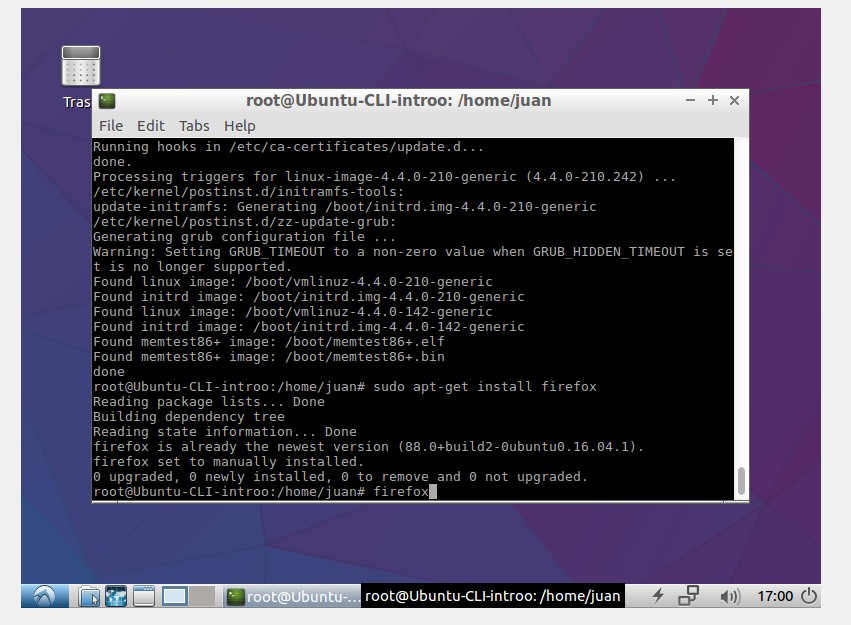 Tras
root@Ubuntu-CLI-introo: /home/juan
File Edit Tabs Help
Running hooks in /etc/ca-certificates/update.d...
done.
Processing triggers for linux-image-4.4.0-210-generic (4.4.0-210.242) ...
/etc/kernel/postinst.d/initramfs-tools:
update-initramfs: Generating /boot/initrd.img-4.4.0-210-generic
/etc/kernel/postinst.d/zz-update-grub:
Generating grub configuration file ...
Warning: Setting GRUB_TIMEOUT to a non-zero value when GRUB_HIDDEN_TIMEOUT is se
t is no longer supported.
Found linux image: /boot/vmlinuz-4.4.0-210-generic
Found initrd image: /boot/initrd.img-4.4.0-210-generic
Found linux image: /boot/vmlinuz-4.4.0-142-generic
Found initrd image: /boot/initrd.img-4.4.0-142-generic
Found memtest86+ image: /boot/memtest86+.elf
Found memtest86+ image: /boot/memtest86+.bin
done
root@Ubuntu-CLI-introo:/home/juan# sudo apt-get install firefox
Reading package lists... Done
Building dependency tree
Reading state information... Done
firefox is already the newest version (88.0+build2-0ubuntu0.16.04.1).
firefox set to manually installed.
0 upgraded, 0 newly installed, 0 to remove and 0 not upgraded.
root@Ubuntu-CLI-introo:/home/juan# firefox
root@Ubuntu-... root@Ubuntu-CLI-introo: /home/juan 17:00